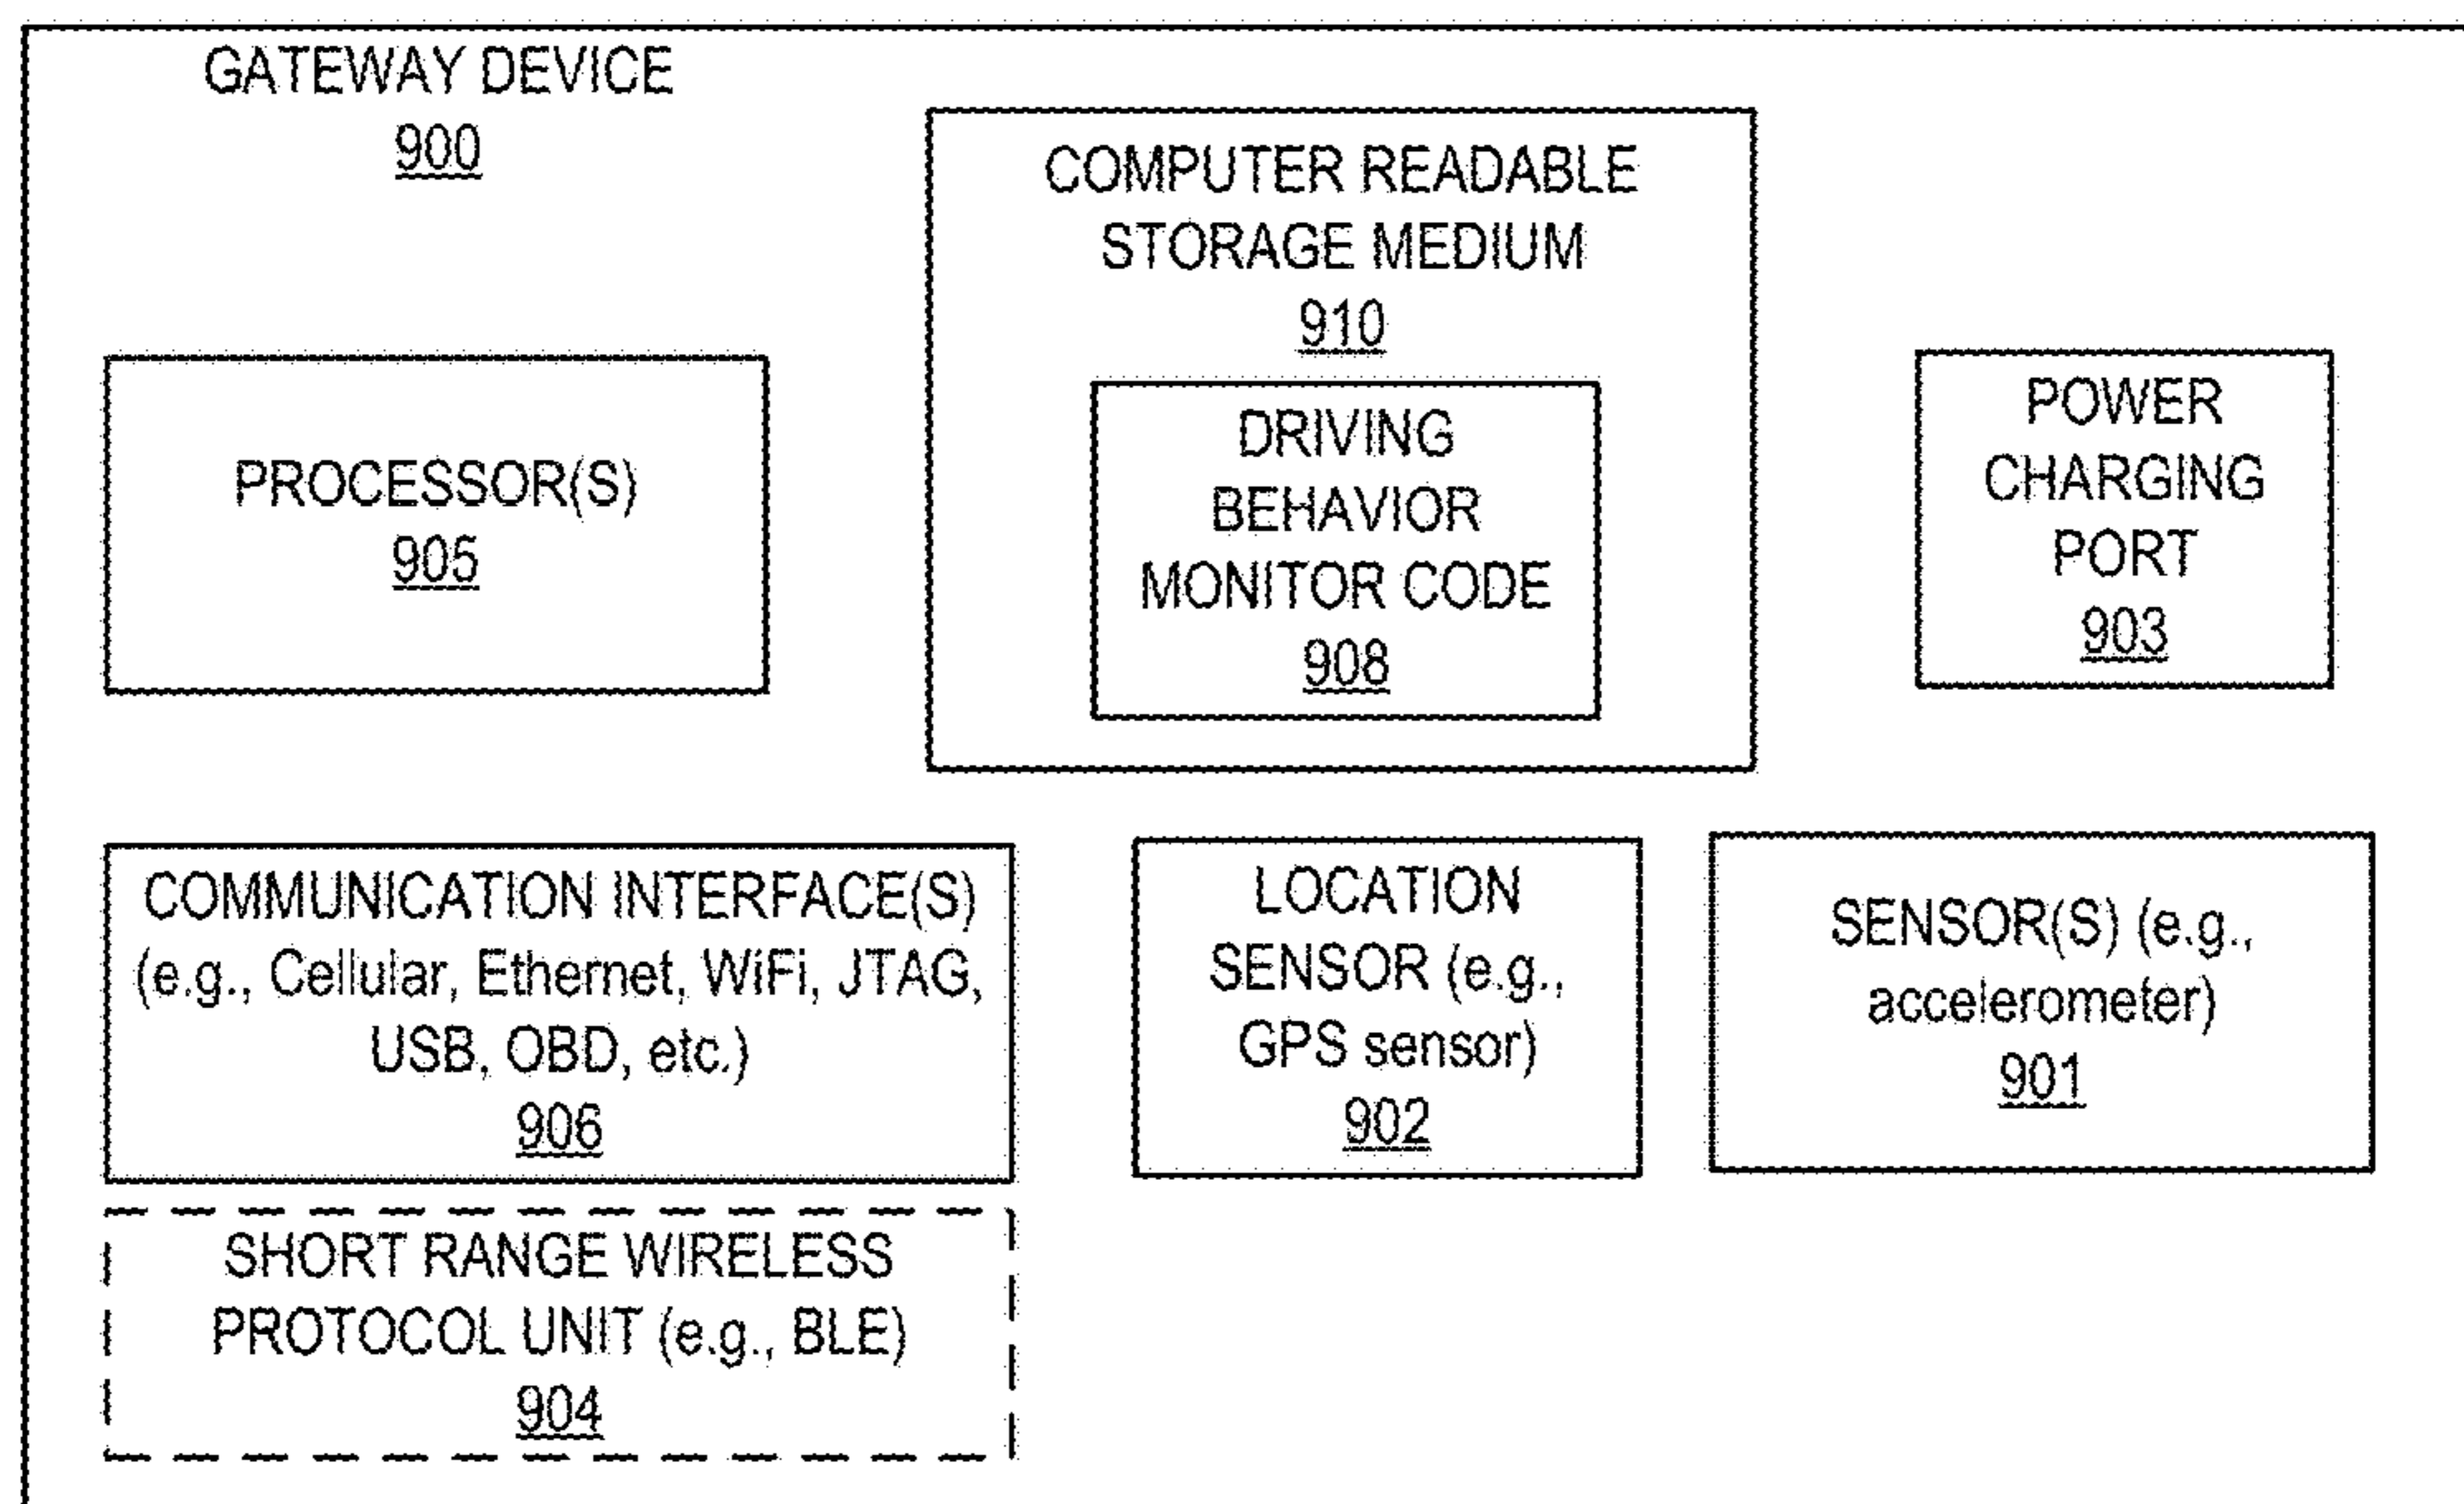 GATEWAY DEVICE
900
COMPUTER READABLE
STORAGE MEDIUM
910
DRIVING
BEHAVIOR
MONITOR CODE
908
PROCESSOR(S)
905
POWER
CHARGING
PORT
903
COMMUNICATION INTERFACE(S)
(e.g., Cellular, Ethernet, WiFi, JTAG,
USB, OBD, etc.)
906
LOCATION
SENSOR (e.g.,
GPS sensor)
902
SENSOR(S) (e.g.,
accelerometer)
901
SHORT RANGE WIRELESS
PROTOCOL UNIT (e.g., BLE)
904